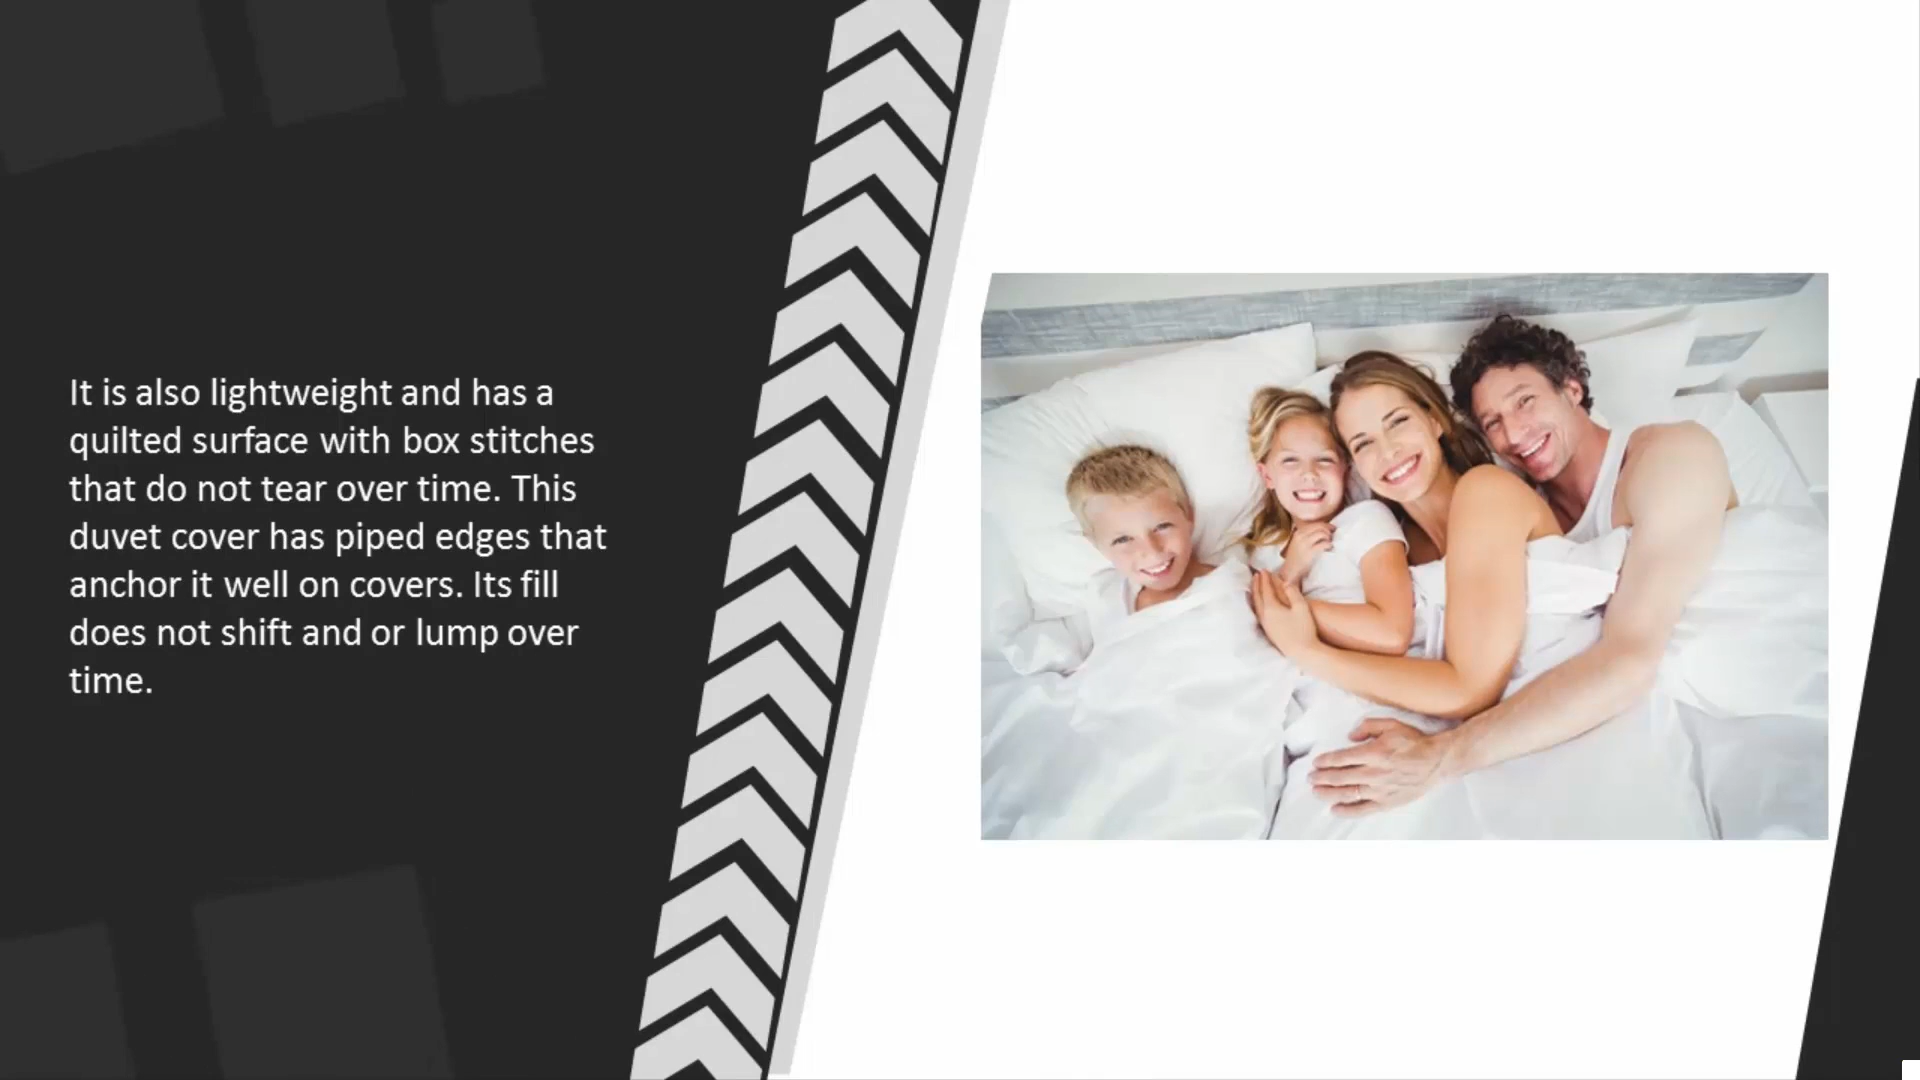 It is also lightweight and has a
quilted surface with box stitches
that do not tear over time. This
duvet cover has piped edges that
anchor it well on covers. Its fill
does not shift and or lump over
time.